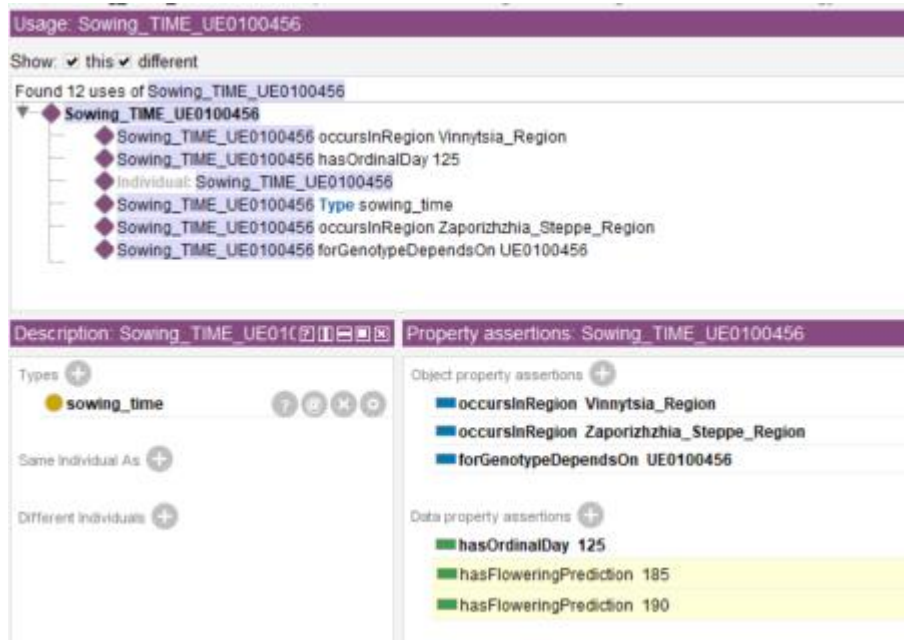 Usage: Sowing_TIME_UE0100456
Show: this different
Found 12 uses of Sowing_TIME_UE0100456
Sowing_TIME_UE0100456
Sowing_TIME_UE0100456 occursInRegion Vinnytsia_Region
Sowing_TIME_UE0100456 hasOrdinalDay 125
Individual: Sowing_TIME_UE0100456
Sowing_TIME_UE0100456 Type sowing_time
Sowing_TIME_UE0100456 occursInRegion Zaporizhzhia_Steppe_Region
Sowing_TIME_UE0100456 forGenotypeDependsOn UE0100456
Description: Sowing_TIME_UE01
Types
sowing_time
Same Individual As
Different Individuals
Property assertions: Sowing_TIME_UE0100456
Object property assertions
occursInRegion Vinnytsia_Region
occursInRegion Zaporizhzhia_Steppe_Region
forGenotypeDependsOn UE0100456
Data property assertions
hasOrdinalDay 125
hasFloweringPrediction 185
hasFloweringPrediction 190